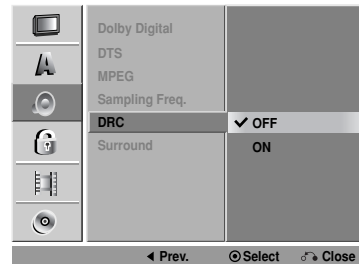 Dolby Digital
DTS
MPEG
Sampling Freq.
DRC
✔ OFF
ON
Surround
◀ Prev. Select Close